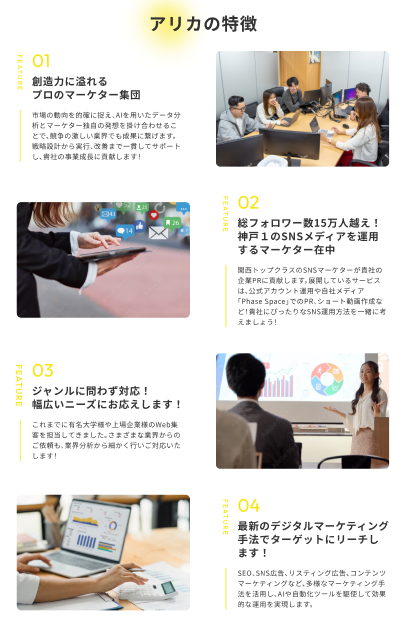 アリカの特徴
FEATURE
01
創造力に溢れる
プロのマーケター集団
市場の動向を的確に捉え、AIを用いたデータ分
析とマーケター独自の発想を掛け合わせるこ
とで、競争の激しい業界でも成果に繋げます。
戦略設計から実行、改善まで一貫してサポート
し、貴社の事業成長に貢献します!
FEATURE
02
総フォロワー数15万人越え!
神戸1のSNSメディアを運用
するマーケター在中
関西トップクラスのSNSマーケターが貴社の
企業PRに貢献します。展開しているサービス
は、公式アカウント運用や自社メディア
「Phase Space」でのPR、ショート動画作成な
ど!貴社にぴったりなSNS運用方法を一緒に考
えましょう!
FEATURE
03
ジャンルに問わず対応!
幅広いニーズにお応えします!
これまでに有名大学様や上場企業様のWeb集
客を担当してきました。さまざまな業界からの
ご依頼も、業界分析から細かく行いご対応いた
します!
FEATURE
04
最新のデジタルマーケティング
手法でターゲットにリーチし
ます!
SEO、SNS広告、リスティング広告、コンテンツ
マーケティングなど、多様なマーケティング手
法を活用し、AIや自動化ツールを駆使して効果
的な運用を実現します。